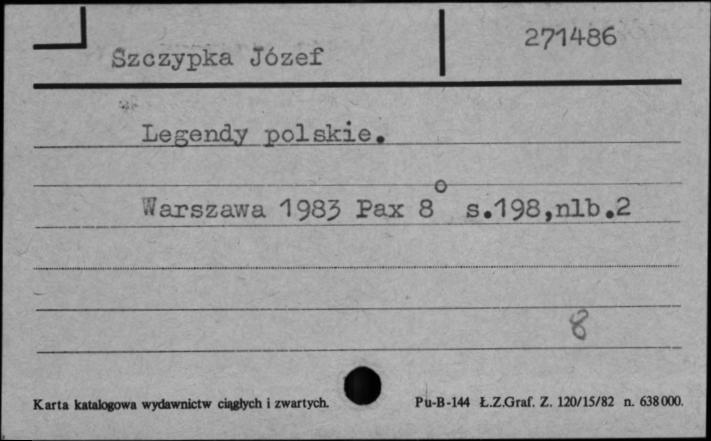 271486
Szczypka Józef
Legendy polskie.
Warszawa 1983 Pax 8° s.198,nlb.2
8
Karta katalogowa wydawnictw ciągłych i zwartych. Pu-B-144 Ł.Z.Graf. Z. 120/15/82 n. 638000.